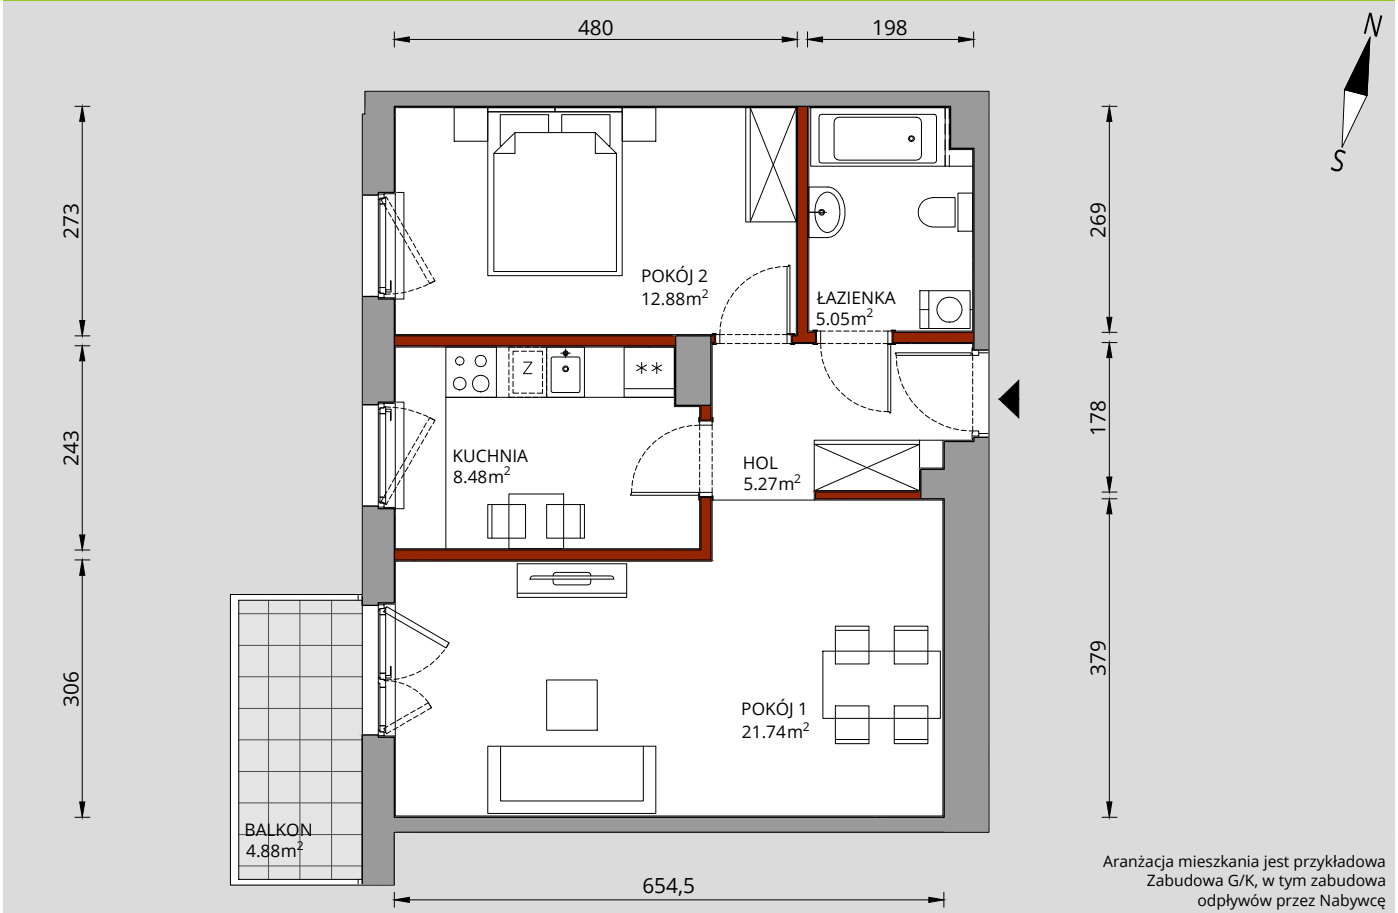 480
198
N
S
273
269
POKÓJ 2
12.88m²
ŁAZIENKA
5.05m²
Z
**
243
178
KUCHNIA
8.48m²
HOL
5.27m²
306
379
POKÓJ 1
21.74m²
BALKON
4.88m²
654,5
Aranżacja mieszkania jest przykładowa
Zabudowa G/K, w tym zabudowa
odpływów przez Nabywcę